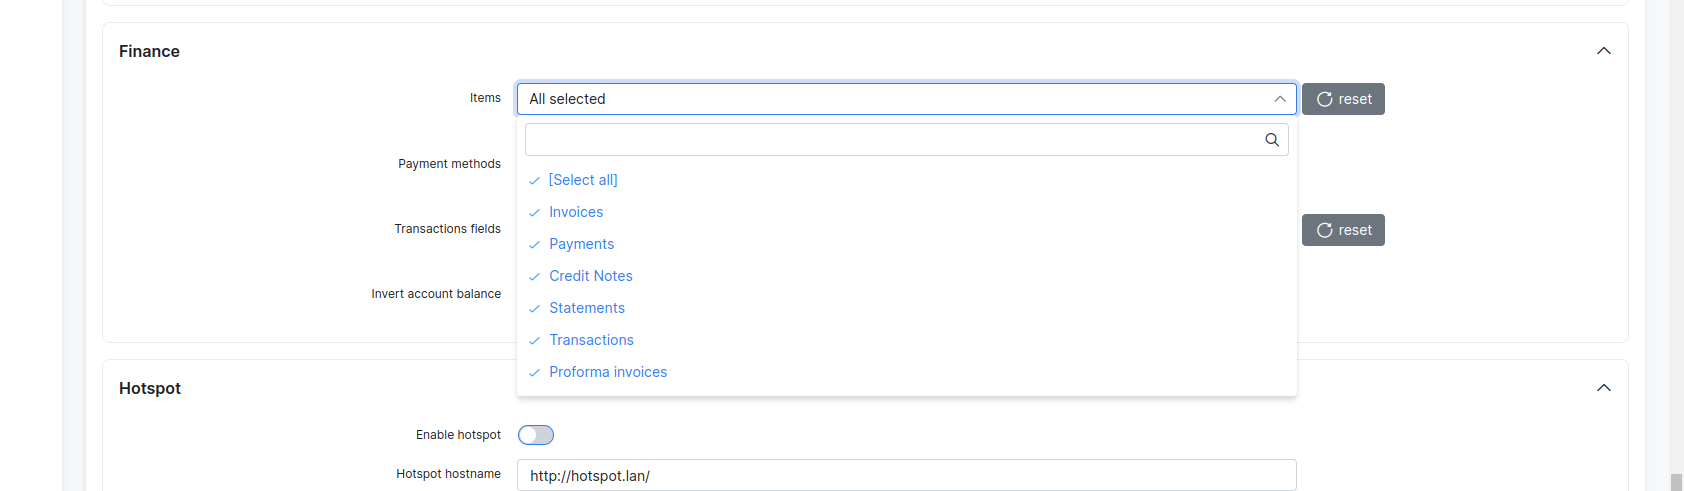 Finance
Items
All selected
reset
Payment methods
[Select all]
Invoices
Transactions fields
reset
Payments
Credit Notes
Invert account balance
Statements
Transactions
Proforma invoices
Hotspot
Enable hotspot
Hotspot hostname
http://hotspot.lan/